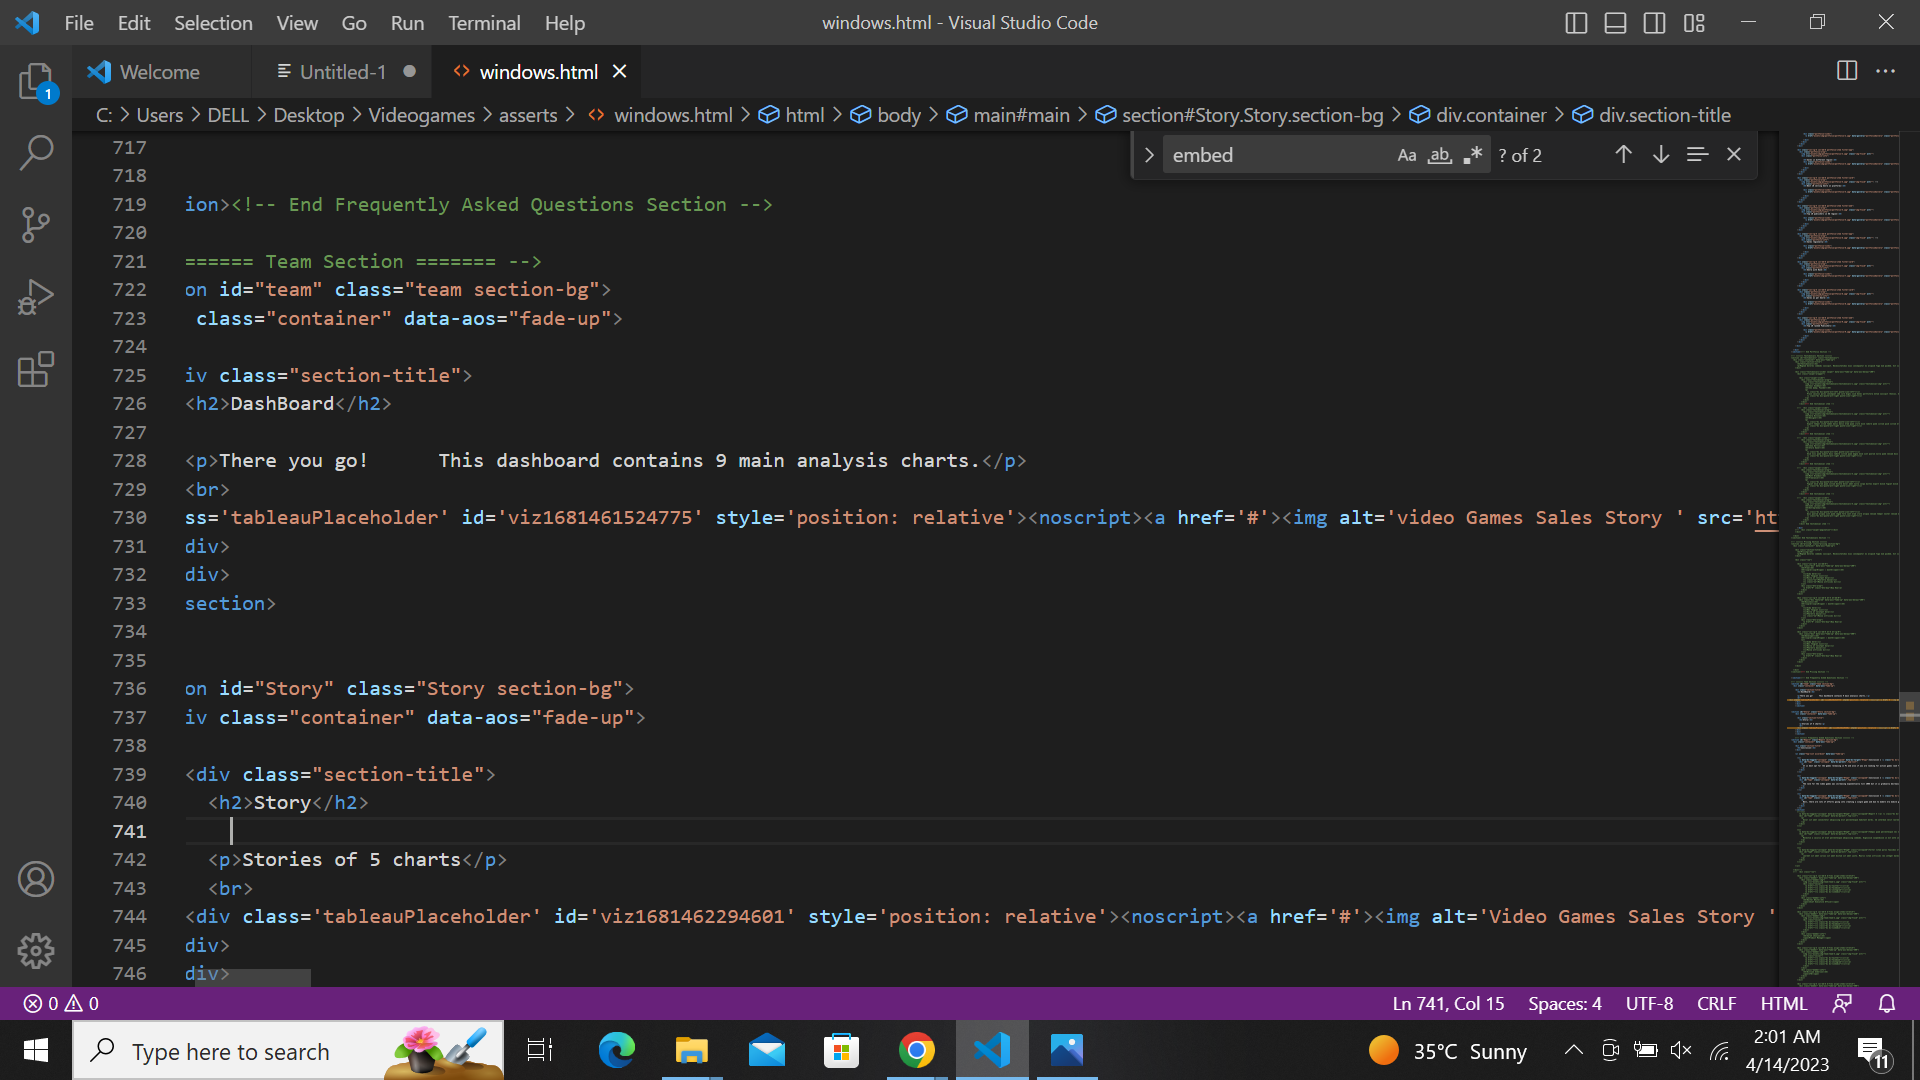 File Edit Selection View Go Run Terminal Help windows.html - Visual Studio Code
Welcome Untitled-1 windows.html
1
C: > Users > DELL > Desktop > Videogames > asserts > windows.html > html > body > main#main > section#Story.Story.section-bg > div.container > div.section-title
embed Aa ab ? of 2
717
718
719 ion><!-- End Frequently Asked Questions Section -->
720
721 ====== Team Section ======= -->
722 on id="team" class="team section-bg">
723 class="container" data-aos="fade-up">
724
725 iv class="section-title">
726 <h2>DashBoard</h2>
727
728 <p>There you go! This dashboard contains 9 main analysis charts.</p>
729 <br>
730 ss='tableauPlaceholder' id='viz1681461524775' style='position: relative'><noscript><a href='#'><img alt='video Games Sales Story ' src='ht
731 div>
732 div>
733 section>
734
735
736 on id="Story" class="Story section-bg">
737 iv class="container" data-aos="fade-up">
738
739 <div class="section-title">
740 <h2>Story</h2>
741
742 <p>Stories of 5 charts</p>
743 <br>
744 <div class='tableauPlaceholder' id='viz1681462294601' style='position: relative'><noscript><a href='#'><img alt='Video Games Sales Story '
745 div>
746 div>
0 0 Ln 741, Col 15 Spaces: 4 UTF-8 CRLF HTML
Type here to search 35°C Sunny 2:01 AM
4/14/2023 11